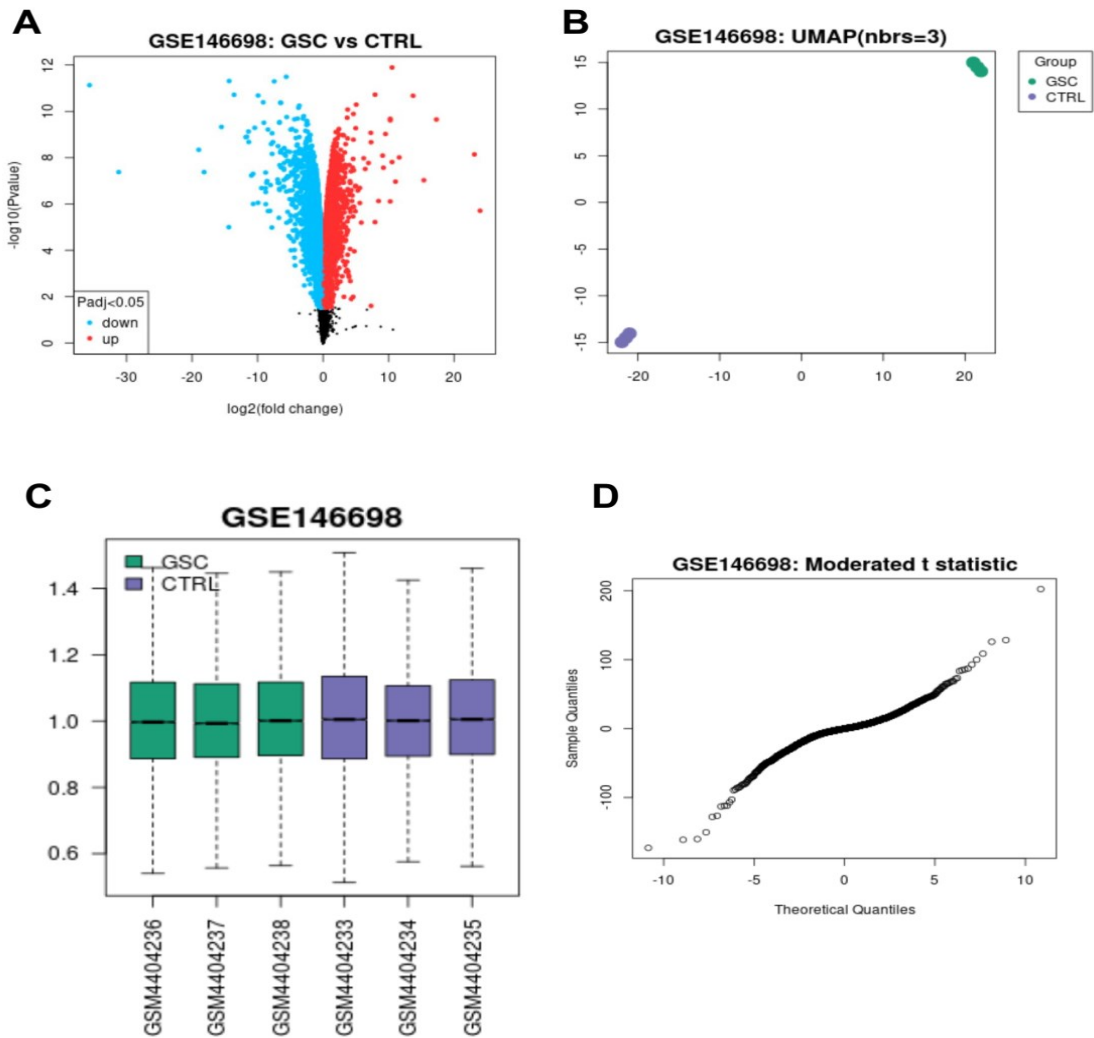 A
GSE146698: GSC vs CTRL
12
10
8
6
4
2
0
-log10(Pvalue)
Padj<0.05
down
up
-30
-20
-10
0
10
20
30
log2(fold change)
B
GSE146698: UMAP(nbrs=3)
15
10
5
0
-5
-10
-15
-20
-10
0
10
20
Group
GSC
CTRL
C
GSE146698
GSC
CTRL
1.4
1.2
1.0
0.8
0.6
GSM4404236
GSM4404237
GSM4404238
GSM4404233
GSM4404234
GSM4404235
D
GSE146698: Moderated t statistic
200
100
0
-100
Sample Quantiles
-10
-5
0
5
10
Theoretical Quantiles